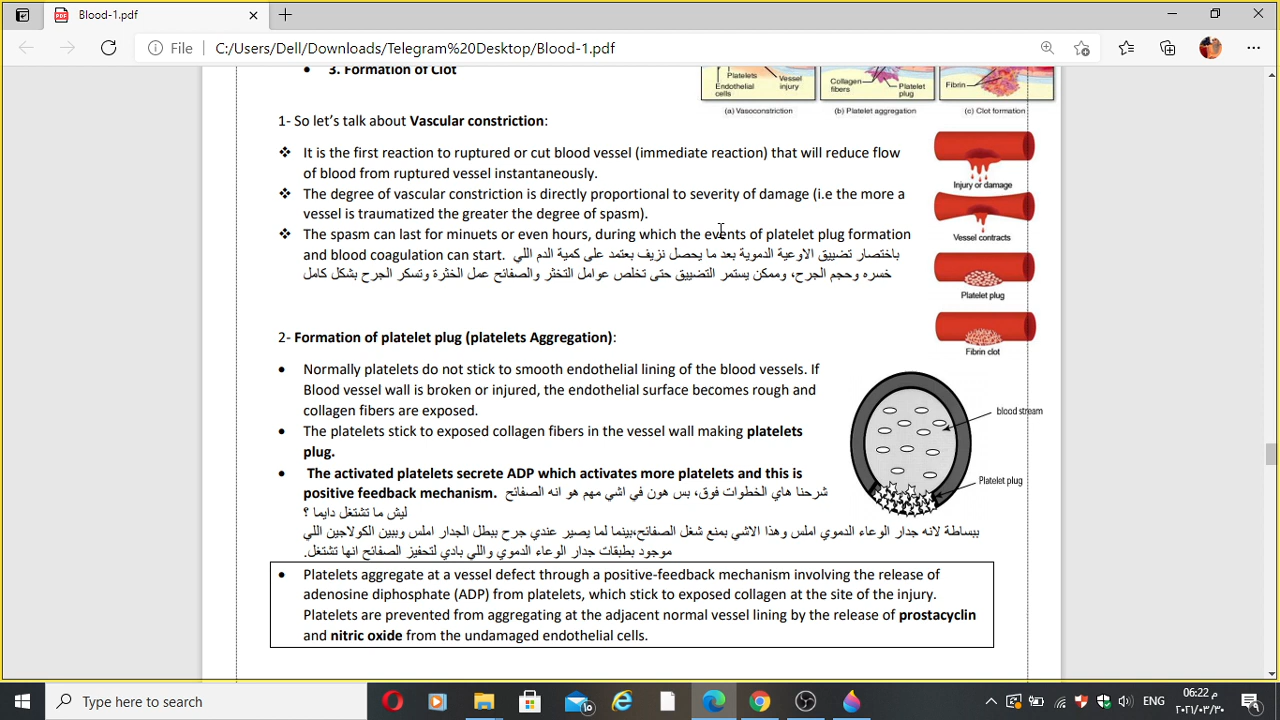 Blood-1.pdf
File
C:/Users/Dell/Downloads/Telegram%20Desktop/Blood-1.pdf
• 3. Formation of Clot
Platelets
Endothelial cells
Vessel injury
Collagen fibers
Platelet plug
Fibrin
(a) Vasoconstriction
(b) Platelet aggregation
(c) Clot formation
1- So let's talk about Vascular constriction:
❖ It is the first reaction to ruptured or cut blood vessel (immediate reaction) that will reduce flow
of blood from ruptured vessel instantaneously.
❖ The degree of vascular constriction is directly proportional to severity of damage (i.e the more a
vessel is traumatized the greater the degree of spasm).
❖ The spasm can last for minuets or even hours, during which the events of platelet plug formation
and blood coagulation can start. باختصار تضييق الاوعية الدموية بعد ما يحصل نزيف بعتمد على كمية الدم اللي
خسره وحجم الجرح، وممكن يستمر التضييق حتى تخلص عوامل التخثر والصفائح عمل الخثرة وتسكر الجرح بشكل كامل
Injury or damage
Vessel contracts
Platelet plug
Fibrin clot
2- Formation of platelet plug (platelets Aggregation):
• Normally platelets do not stick to smooth endothelial lining of the blood vessels. If
Blood vessel wall is broken or injured, the endothelial surface becomes rough and
collagen fibers are exposed.
• The platelets stick to exposed collagen fibers in the vessel wall making platelets
plug.
• The activated platelets secrete ADP which activates more platelets and this is
positive feedback mechanism. شرحنا هاي الخطوات فوق، بس هون في اشي مهم هو انه الصفائح
ليش ما تشتغل دايما ؟
ببساطة لانه جدار الوعاء الدموي املس وهذا الاشي بمنع شغل الصفائح،بينما لما يصير عندي جرح ببطل الجدار املس وببين الكولاجين اللي
موجود بطبقات جدار الوعاء الدموي واللي بادي لتحفيز الصفائح انها تشتغل.
blood stream
Platelet plug
• Platelets aggregate at a vessel defect through a positive-feedback mechanism involving the release of
adenosine diphosphate (ADP) from platelets, which stick to exposed collagen at the site of the injury.
Platelets are prevented from aggregating at the adjacent normal vessel lining by the release of prostacyclin
and nitric oxide from the undamaged endothelial cells.
Type here to search
ENG
06:22 م
٢٠٢١/٠٣/٣٠